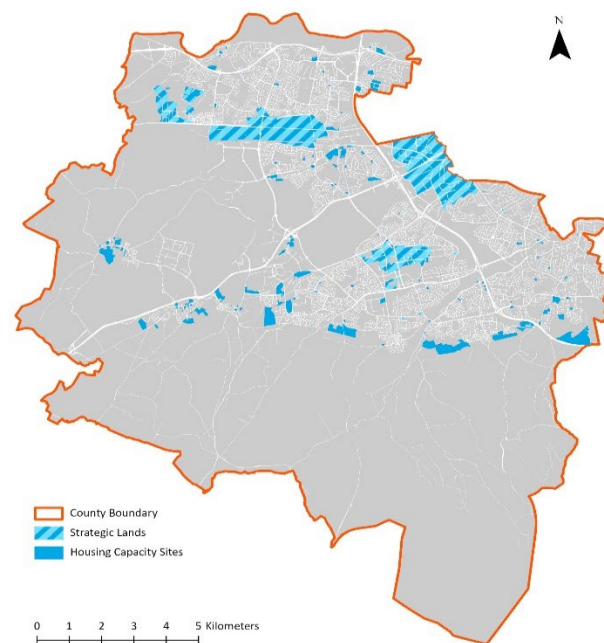 N
County Boundary
Strategic Lands
Housing Capacity Sites
0 1 2 3 4 5 Kilometers